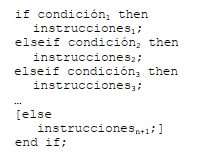 if condición₁ then
instrucciones₁;
elseif condición₂ then
instrucciones₂;
elseif condición₃ then
instrucciones₃;
…
[else
instruccionesₙ₊₁;]
end if;